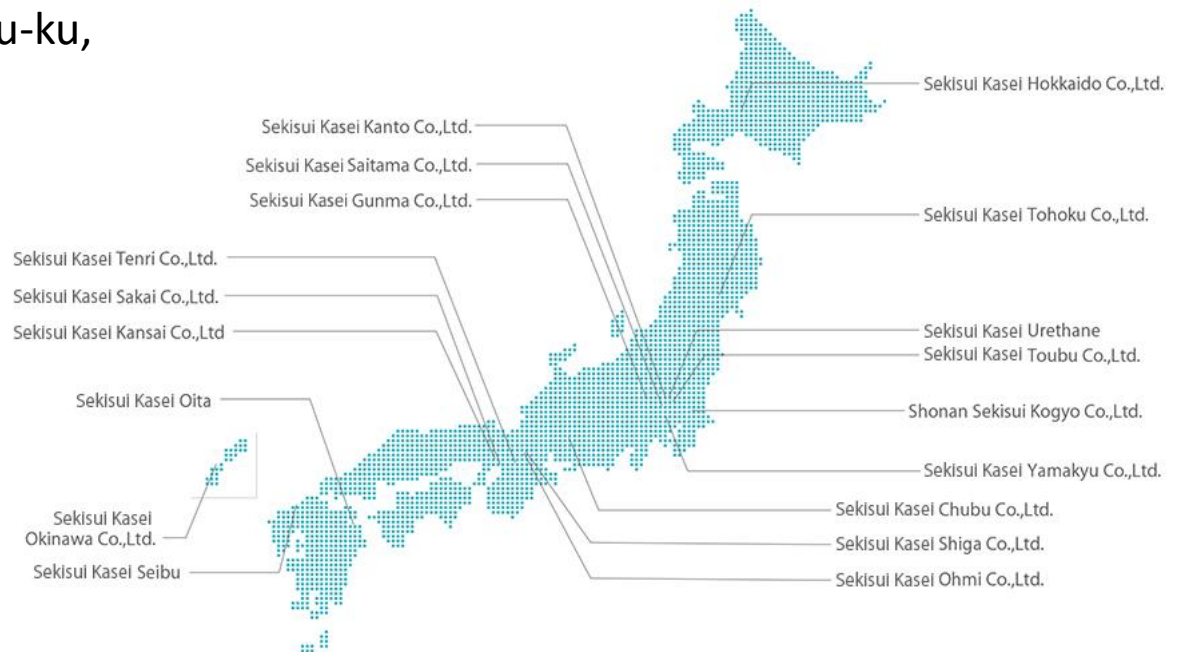 u-ku,
Sekisui Kasei Hokkaido Co.,Ltd.
Sekisui Kasei Kanto Co.,Ltd.
Sekisui Kasei Saitama Co.,Ltd.
Sekisui Kasei Gunma Co.,Ltd.
Sekisui Kasei Tohoku Co.,Ltd.
Sekisui Kasei Tenri Co.,Ltd.
Sekisui Kasei Sakai Co.,Ltd.
Sekisui Kasei Kansai Co.,Ltd
Sekisui Kasei Urethane
Sekisui Kasei Toubu Co.,Ltd.
Sekisui Kasei Oita
Shonan Sekisui Kogyo Co.,Ltd.
Sekisui Kasei Yamakyu Co.,Ltd.
Sekisui Kasei Chubu Co.,Ltd.
Sekisui Kasei
Okinawa Co.,Ltd.
Sekisui Kasei Shiga Co.,Ltd.
Sekisui Kasei Seibu
Sekisui Kasei Ohmi Co.,Ltd.